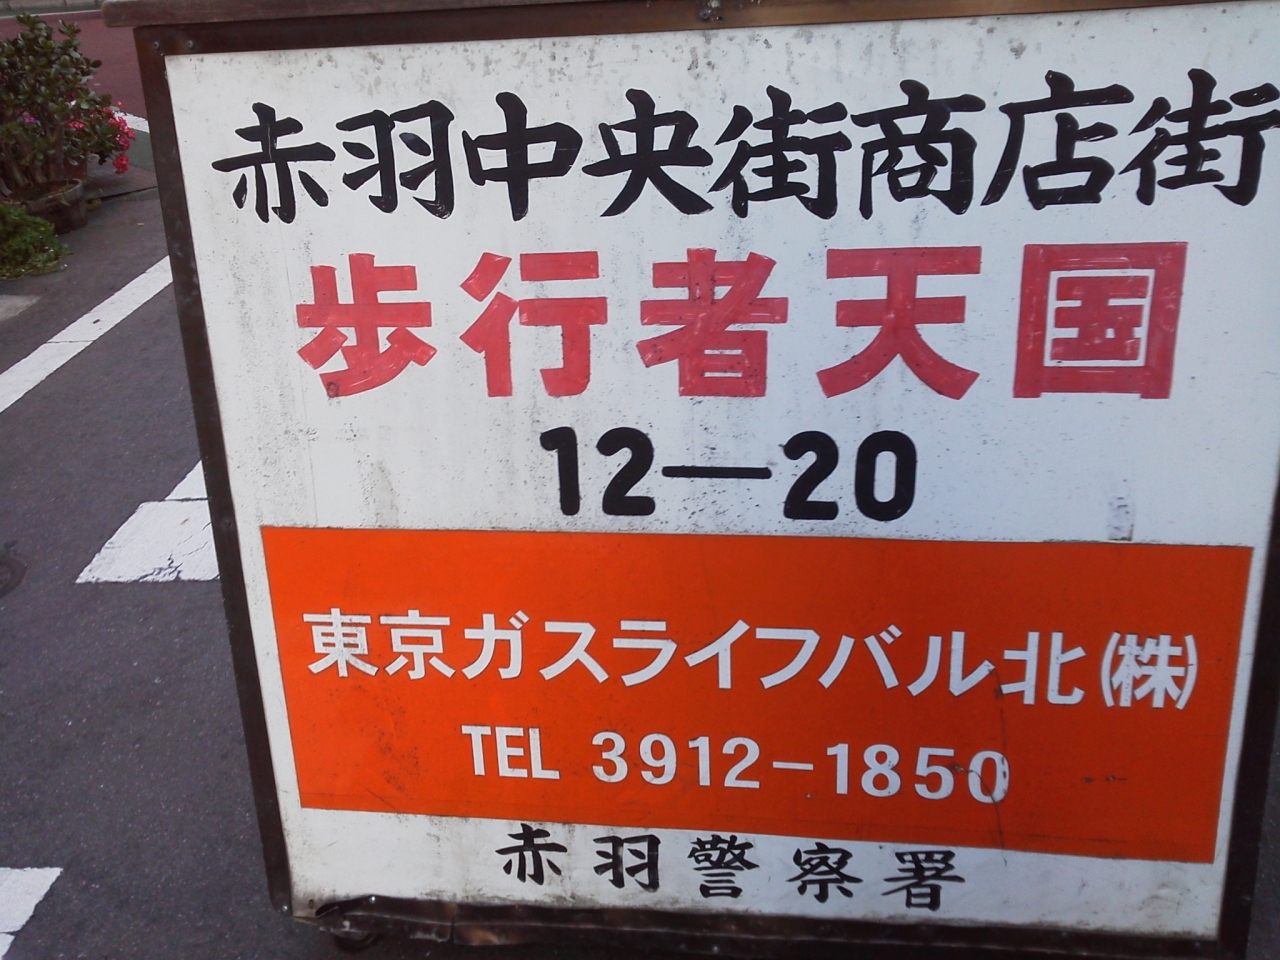 赤羽中央街商店街
歩行者天国
12—20
東京ガスライフバル北(株)
TEL 3912-1850
赤羽警察署